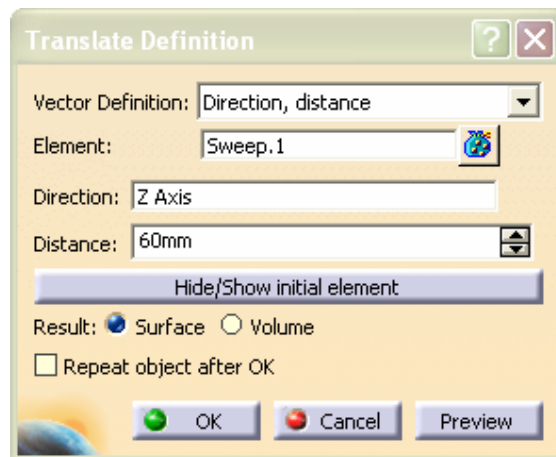 Translate Definition
Vector Definition: Direction, distance
Element: Sweep.1
Direction: Z Axis
Distance: 60mm
Hide/Show initial element
Result: Surface Volume
Repeat object after OK
OK Cancel Preview